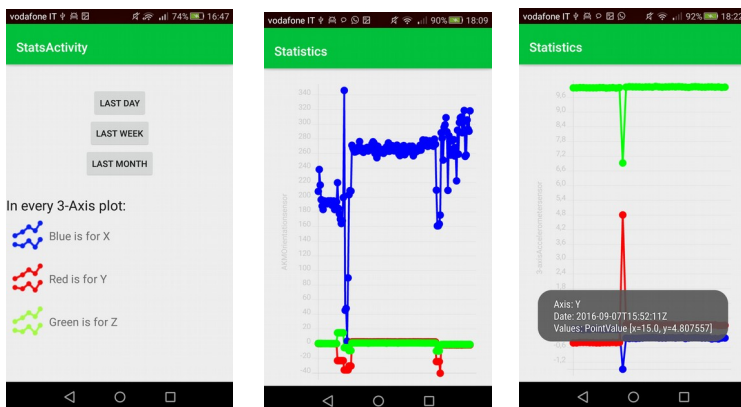 vodafone IT 74% 16:47
StatsActivity
LAST DAY
LAST WEEK
LAST MONTH
In every 3-Axis plot:
Blue is for X
Red is for Y
Green is for Z
vodafone IT 90% 18:09
Statistics
340
320
300
280
260
240
220
200
180
160
140
120
100
80
60
40
20
0
-20
-40
AKMOrientationsensor
vodafone IT 92% 18:22
Statistics
9,6
9,0
8,4
7,8
7,2
6,6
6,0
5,4
4,8
4,2
3,6
3,0
2,4
1,8
-1,2
3-axisAccelerometersensor
Axis: Y
Date: 2016-09-07T15:52:11Z
Values: PointValue [x=15.0, y=4.807557]